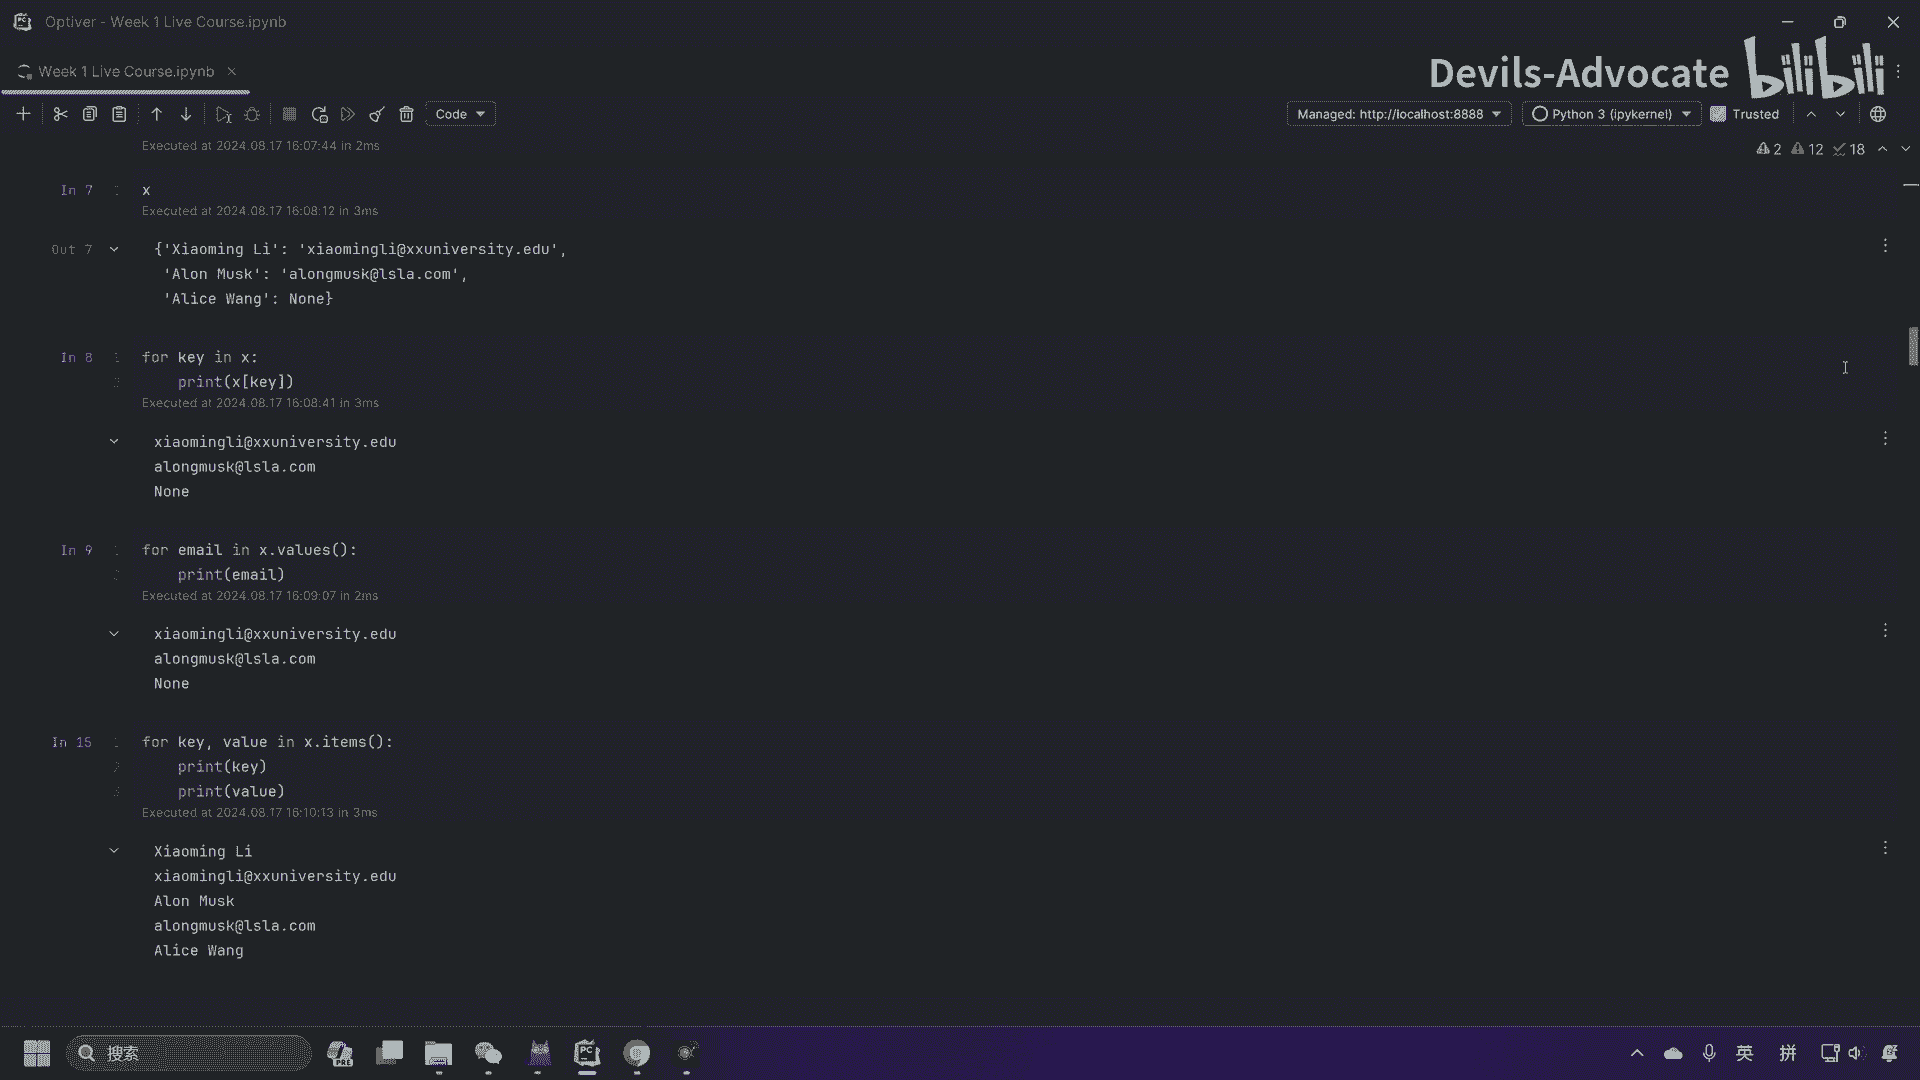 Optiver - Week 1 Live Course.ipynb
Week 1 Live Course.ipynb
Devils-Advocate bilibili
Code
Managed: http://localhost:8888
Python 3 (ipykernel)
Trusted
Executed at 2024.08.17 16:07:44 in 2ms
2 12 18
In 7 x
Executed at 2024.08.17 16:08:12 in 3ms
Out 7 {'Xiaoming Li': 'xiaomingli@xxuniversity.edu',
'Alon Musk': 'alongmusk@lsla.com',
'Alice Wang': None}
In 8 for key in x:
print(x[key])
Executed at 2024.08.17 16:08:41 in 3ms
xiaomingli@xxuniversity.edu
alongmusk@lsla.com
None
In 9 for email in x.values():
print(email)
Executed at 2024.08.17 16:09:07 in 2ms
xiaomingli@xxuniversity.edu
alongmusk@lsla.com
None
In 15 for key, value in x.items():
print(key)
print(value)
Executed at 2024.08.17 16:10:13 in 3ms
Xiaoming Li
xiaomingli@xxuniversity.edu
Alon Musk
alongmusk@lsla.com
Alice Wang
搜索
英 拼